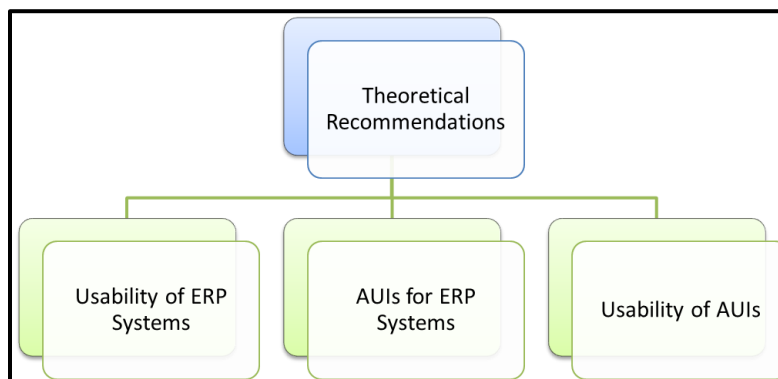 Theoretical
Recommendations
Usability of ERP
Systems
AUIs for ERP
Systems
Usability of AUIs